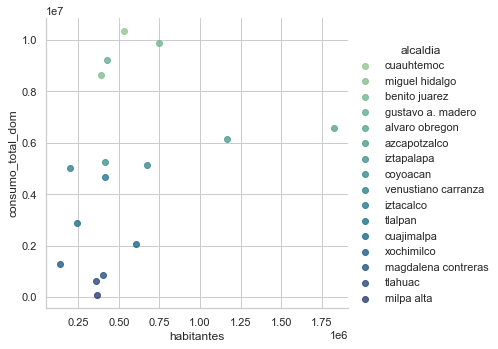 1e7
1.0
0.8
0.6
0.4
0.2
0.0
consumo_total_dom
0.25 0.50 0.75 1.00 1.25 1.50 1.75
1e6
habitantes
alcaldia
cuauhtemoc
miguel hidalgo
benito juarez
gustavo a. madero
alvaro obregon
azcapotzalco
iztapalapa
coyoacan
venustiano carranza
iztacalco
tlalpan
cuajimalpa
xochimilco
magdalena contreras
tlahuac
milpa alta